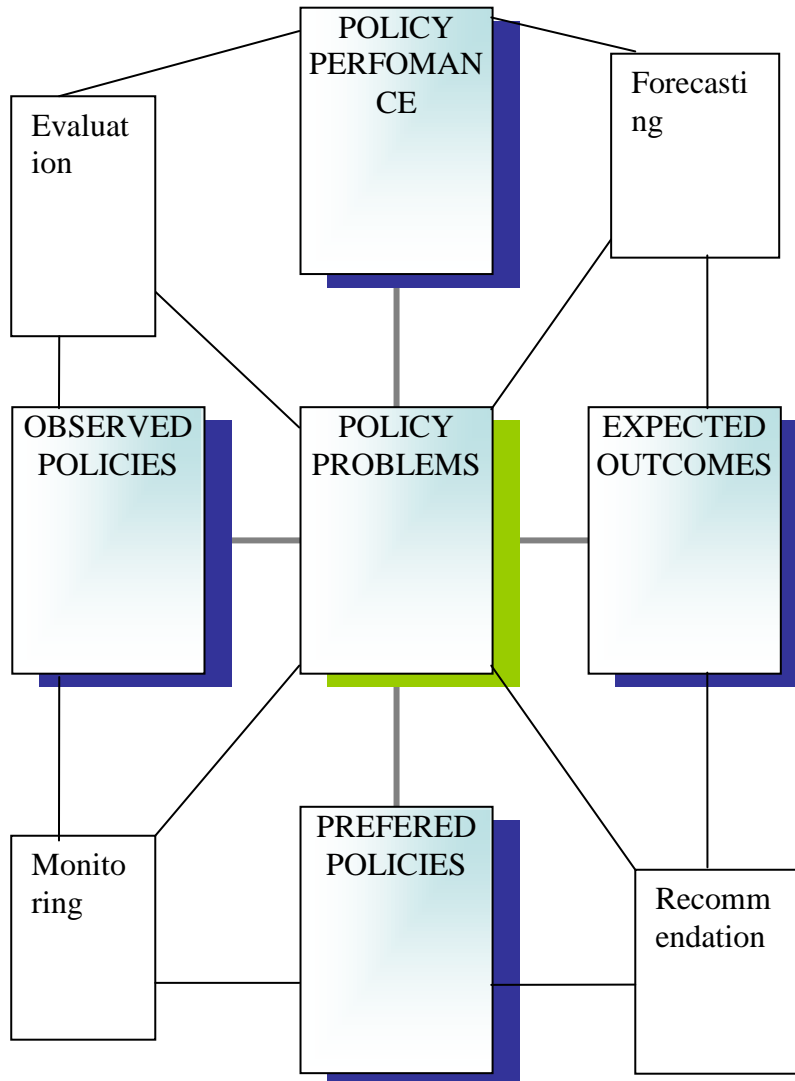 POLICY
PERFOMAN
CE
Forecasti
ng
Evaluat
ion
OBSERVED
POLICIES
POLICY
PROBLEMS
EXPECTED
OUTCOMES
PREFERED
POLICIES
Monito
ring
Recomm
endation